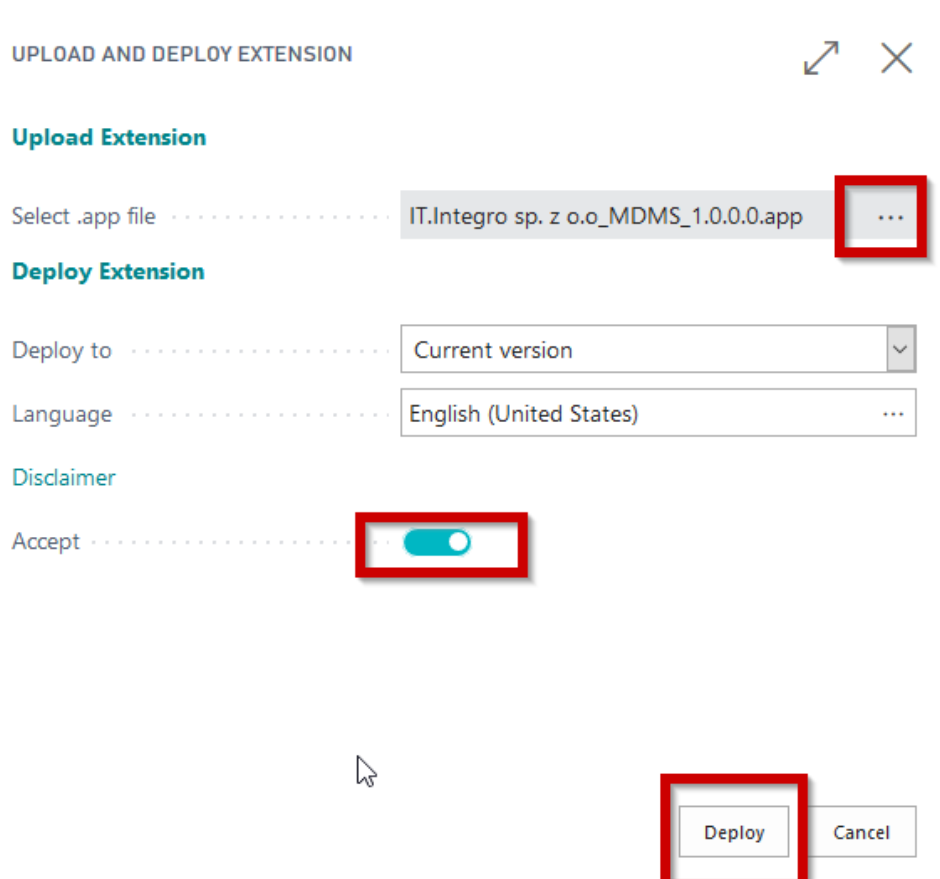 UPLOAD AND DEPLOY EXTENSION
Upload Extension
Select .app file IT.Integro sp. z o.o_MDMS_1.0.0.0.app ...
Deploy Extension
Deploy to Current version
Language English (United States) ...
Disclaimer
Accept
Deploy Cancel